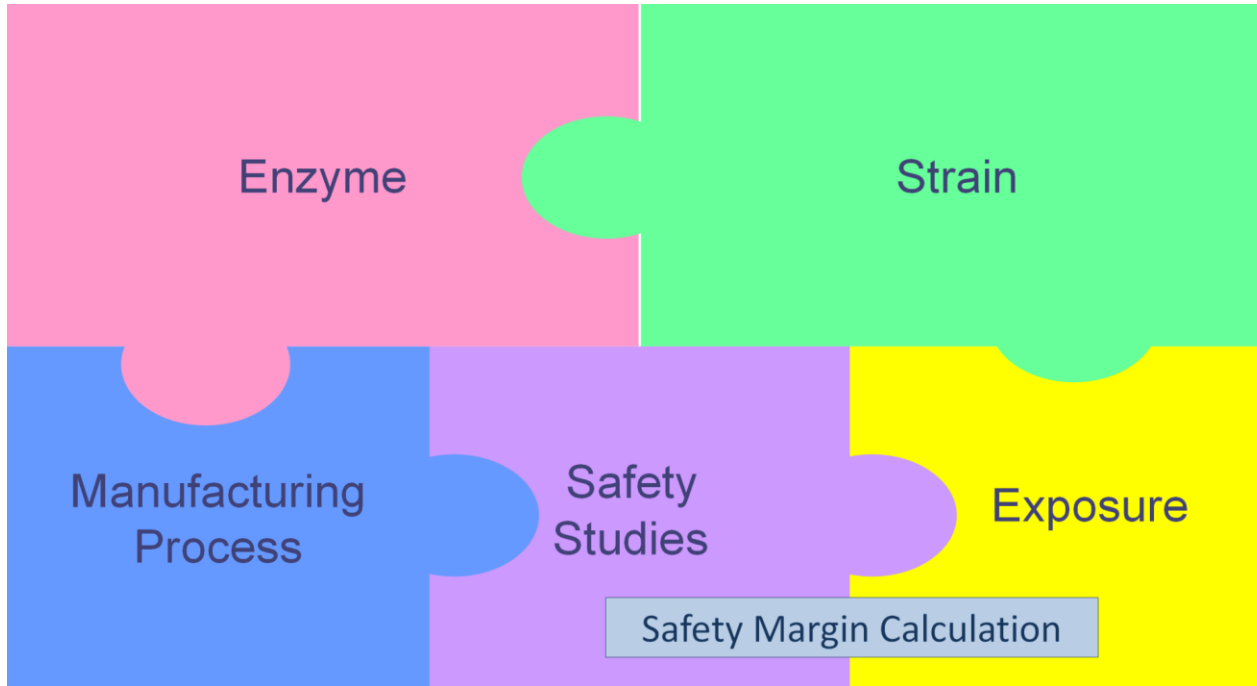 Enzyme
Strain
Manufacturing
Process
Safety
Studies
Exposure
Safety Margin Calculation